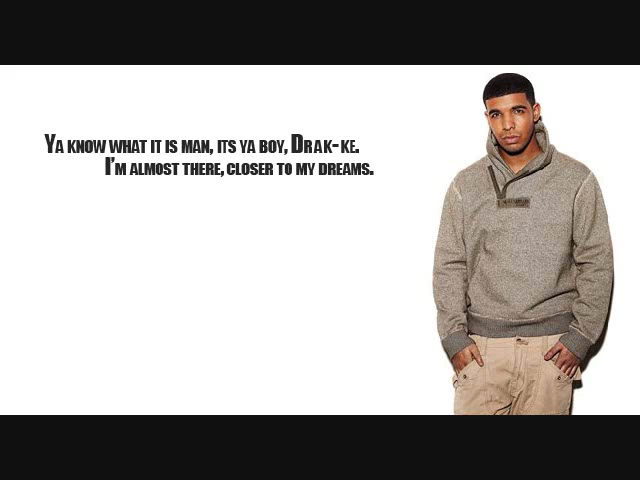 Ya know what it is man, its ya boy, Drak-ke.
I'm almost there, closer to my dreams.